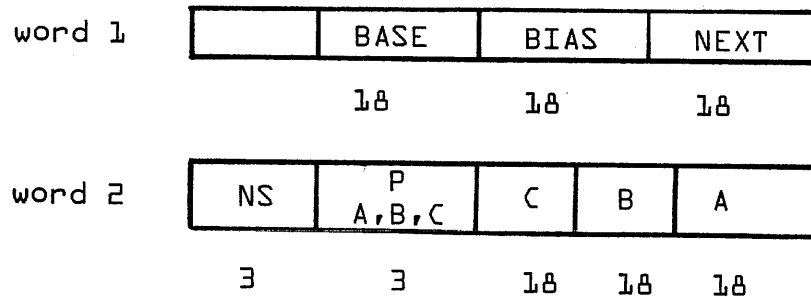 word 1 BASE BIAS NEXT
18 18 18
word 2 NS P A,B,C C B A
3 3 18 18 18